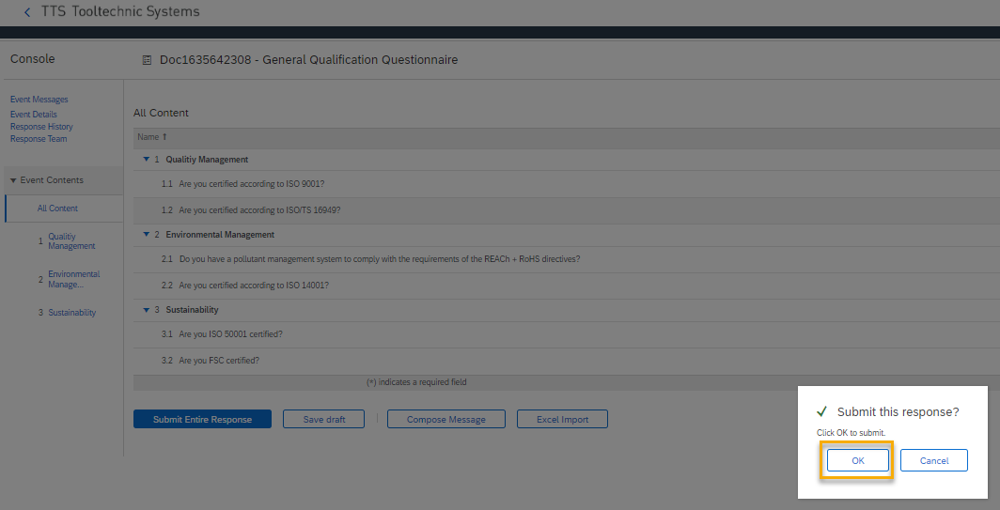 TTS Tooltechnic Systems
Console
Doc1635642308 - General Qualification Questionnaire
Event Messages
Event Details
Response History
Response Team
Event Contents
All Content
1 Qualitiy Management
2 Environmental Manage...
3 Sustainability
All Content
Name ↑
1 Qualitiy Management
1.1 Are you certified according to ISO 9001?
1.2 Are you certified according to ISO/TS 16949?
2 Environmental Management
2.1 Do you have a pollutant management system to comply with the requirements of the REACh + RoHS directives?
2.2 Are you certified according to ISO 14001?
3 Sustainability
3.1 Are you ISO 50001 certified?
3.2 Are you FSC certified?
(*) indicates a required field
Submit Entire Response Save draft | Compose Message Excel Import
Submit this response?
Click OK to submit.
OK Cancel